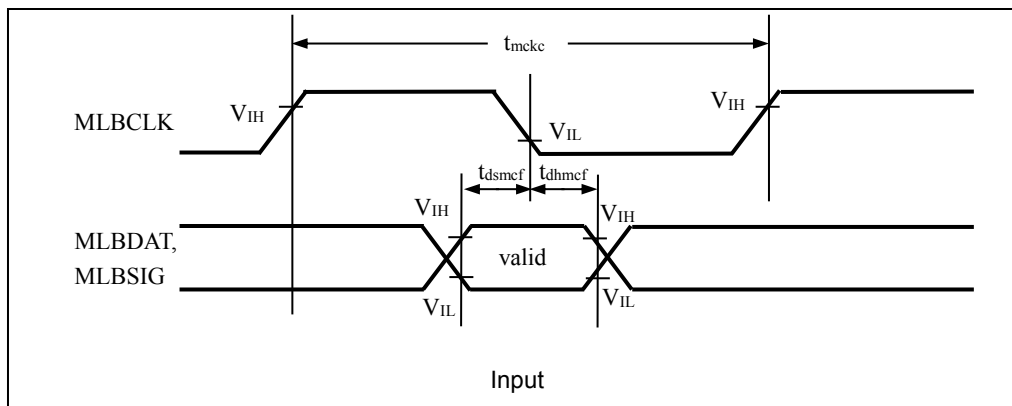 tmckc
VIH
VIH
MLBCLK
VIL
tdsmcf
tdhmcf
VIH
VIH
MLBDAT,
valid
MLBSIG
VIL
VIL
Input